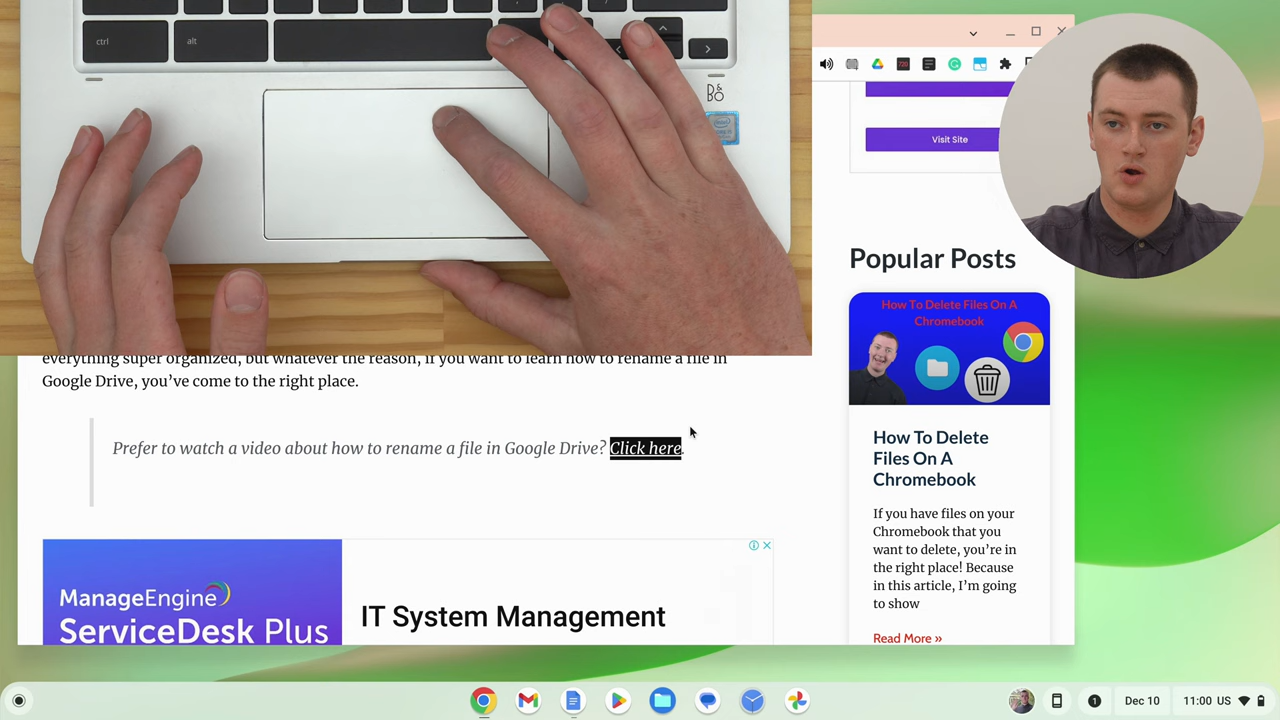 ctrl
alt
B&O
Visit Site
Popular Posts
How To Delete Files On A
Chromebook
How To Delete
Files On A
Chromebook
If you have files on your
Chromebook that you
want to delete, you're in
the right place! Because
in this article, I'm going
to show
Read More »
everything super organized, but whatever the reason, if you want to learn how to rename a file in
Google Drive, you've come to the right place.
Prefer to watch a video about how to rename a file in Google Drive? Click here.
ManageEngine
ServiceDesk Plus
IT System Management
Dec 10
11:00 US
1